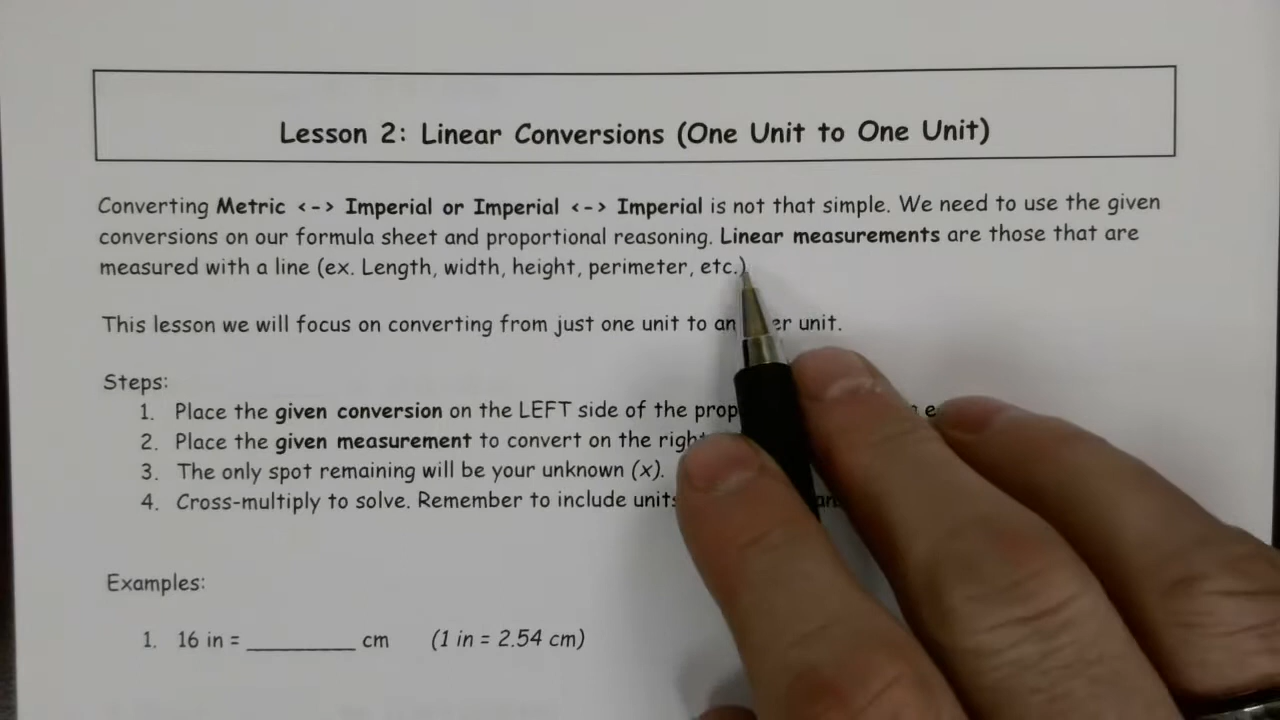 Lesson 2: Linear Conversions (One Unit to One Unit)
Converting Metric <-> Imperial or Imperial <-> Imperial is not that simple. We need to use the given
conversions on our formula sheet and proportional reasoning. Linear measurements are those that are
measured with a line (ex. Length, width, height, perimeter, etc.)
This lesson we will focus on converting from just one unit to unit.
Steps:
1. Place the given conversion on the LEFT side of the
2. Place the given measurement to convert on the right
3. The only spot remaining will be your unknown (x).
4. Cross-multiply to solve. Remember to include units
Examples:
1. 16 in = __________ cm (1 in = 2.54 cm)